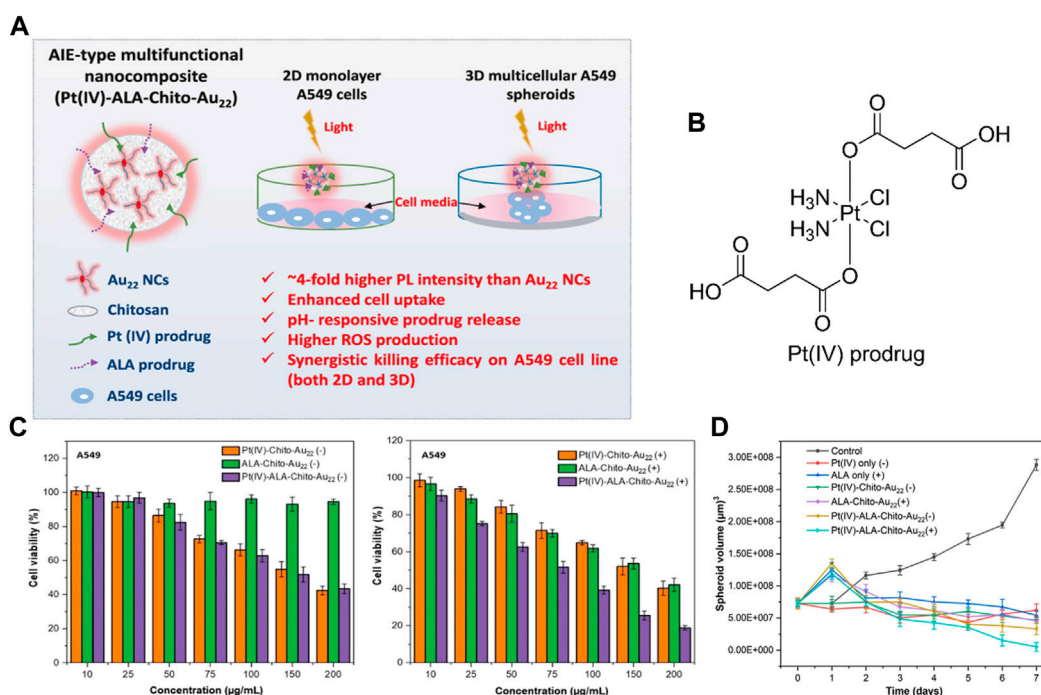 A
AIE-type multifunctional
nanocomposite
(Pt(IV)-ALA-Chito-Au₂₂)
2D monolayer
A549 cells
3D multicellular A549
spheroids
Light
Light
Cell media
Au₂₂ NCs
Chitosan
Pt (IV) prodrug
ALA prodrug
A549 cells
✓ ~4-fold higher PL intensity than Au₂₂ NCs
✓ Enhanced cell uptake
✓ pH- responsive prodrug release
✓ Higher ROS production
✓ Synergistic killing efficacy on A549 cell line
(both 2D and 3D)
B
O
OH
O
H₃N
Cl
Pt
H₃N
Cl
O
O
HO
O
Pt(IV) prodrug
C
A549
Pt(IV)-Chito-Au₂₂ (-)
ALA-Chito-Au₂₂ (-)
Pt(IV)-ALA-Chito-Au₂₂ (-)
Cell viability (%)
120
100
80
60
40
20
0
10 25 50 75 100 150 200
Concentration (µg/mL)
A549
Pt(IV)-Chito-Au₂₂ (+)
ALA-Chito-Au₂₂ (+)
Pt(IV)-ALA-Chito-Au₂₂ (+)
Cell viability (%)
120
100
80
60
40
20
0
10 25 50 75 100 150 200
Concentration (µg/mL)
D
Control
Pt(IV) only (-)
ALA only (+)
Pt(IV)-Chito-Au₂₂ (-)
ALA-Chito-Au₂₂(+)
Pt(IV)-ALA-Chito-Au₂₂(-)
Pt(IV)-ALA-Chito-Au₂₂(+)
Spheroid volume (µm)³
3.00E+008
2.50E+008
2.00E+008
1.50E+008
1.00E+008
5.00E+07
0.00E+000
0 1 2 3 4 5 6 7
Time (days)